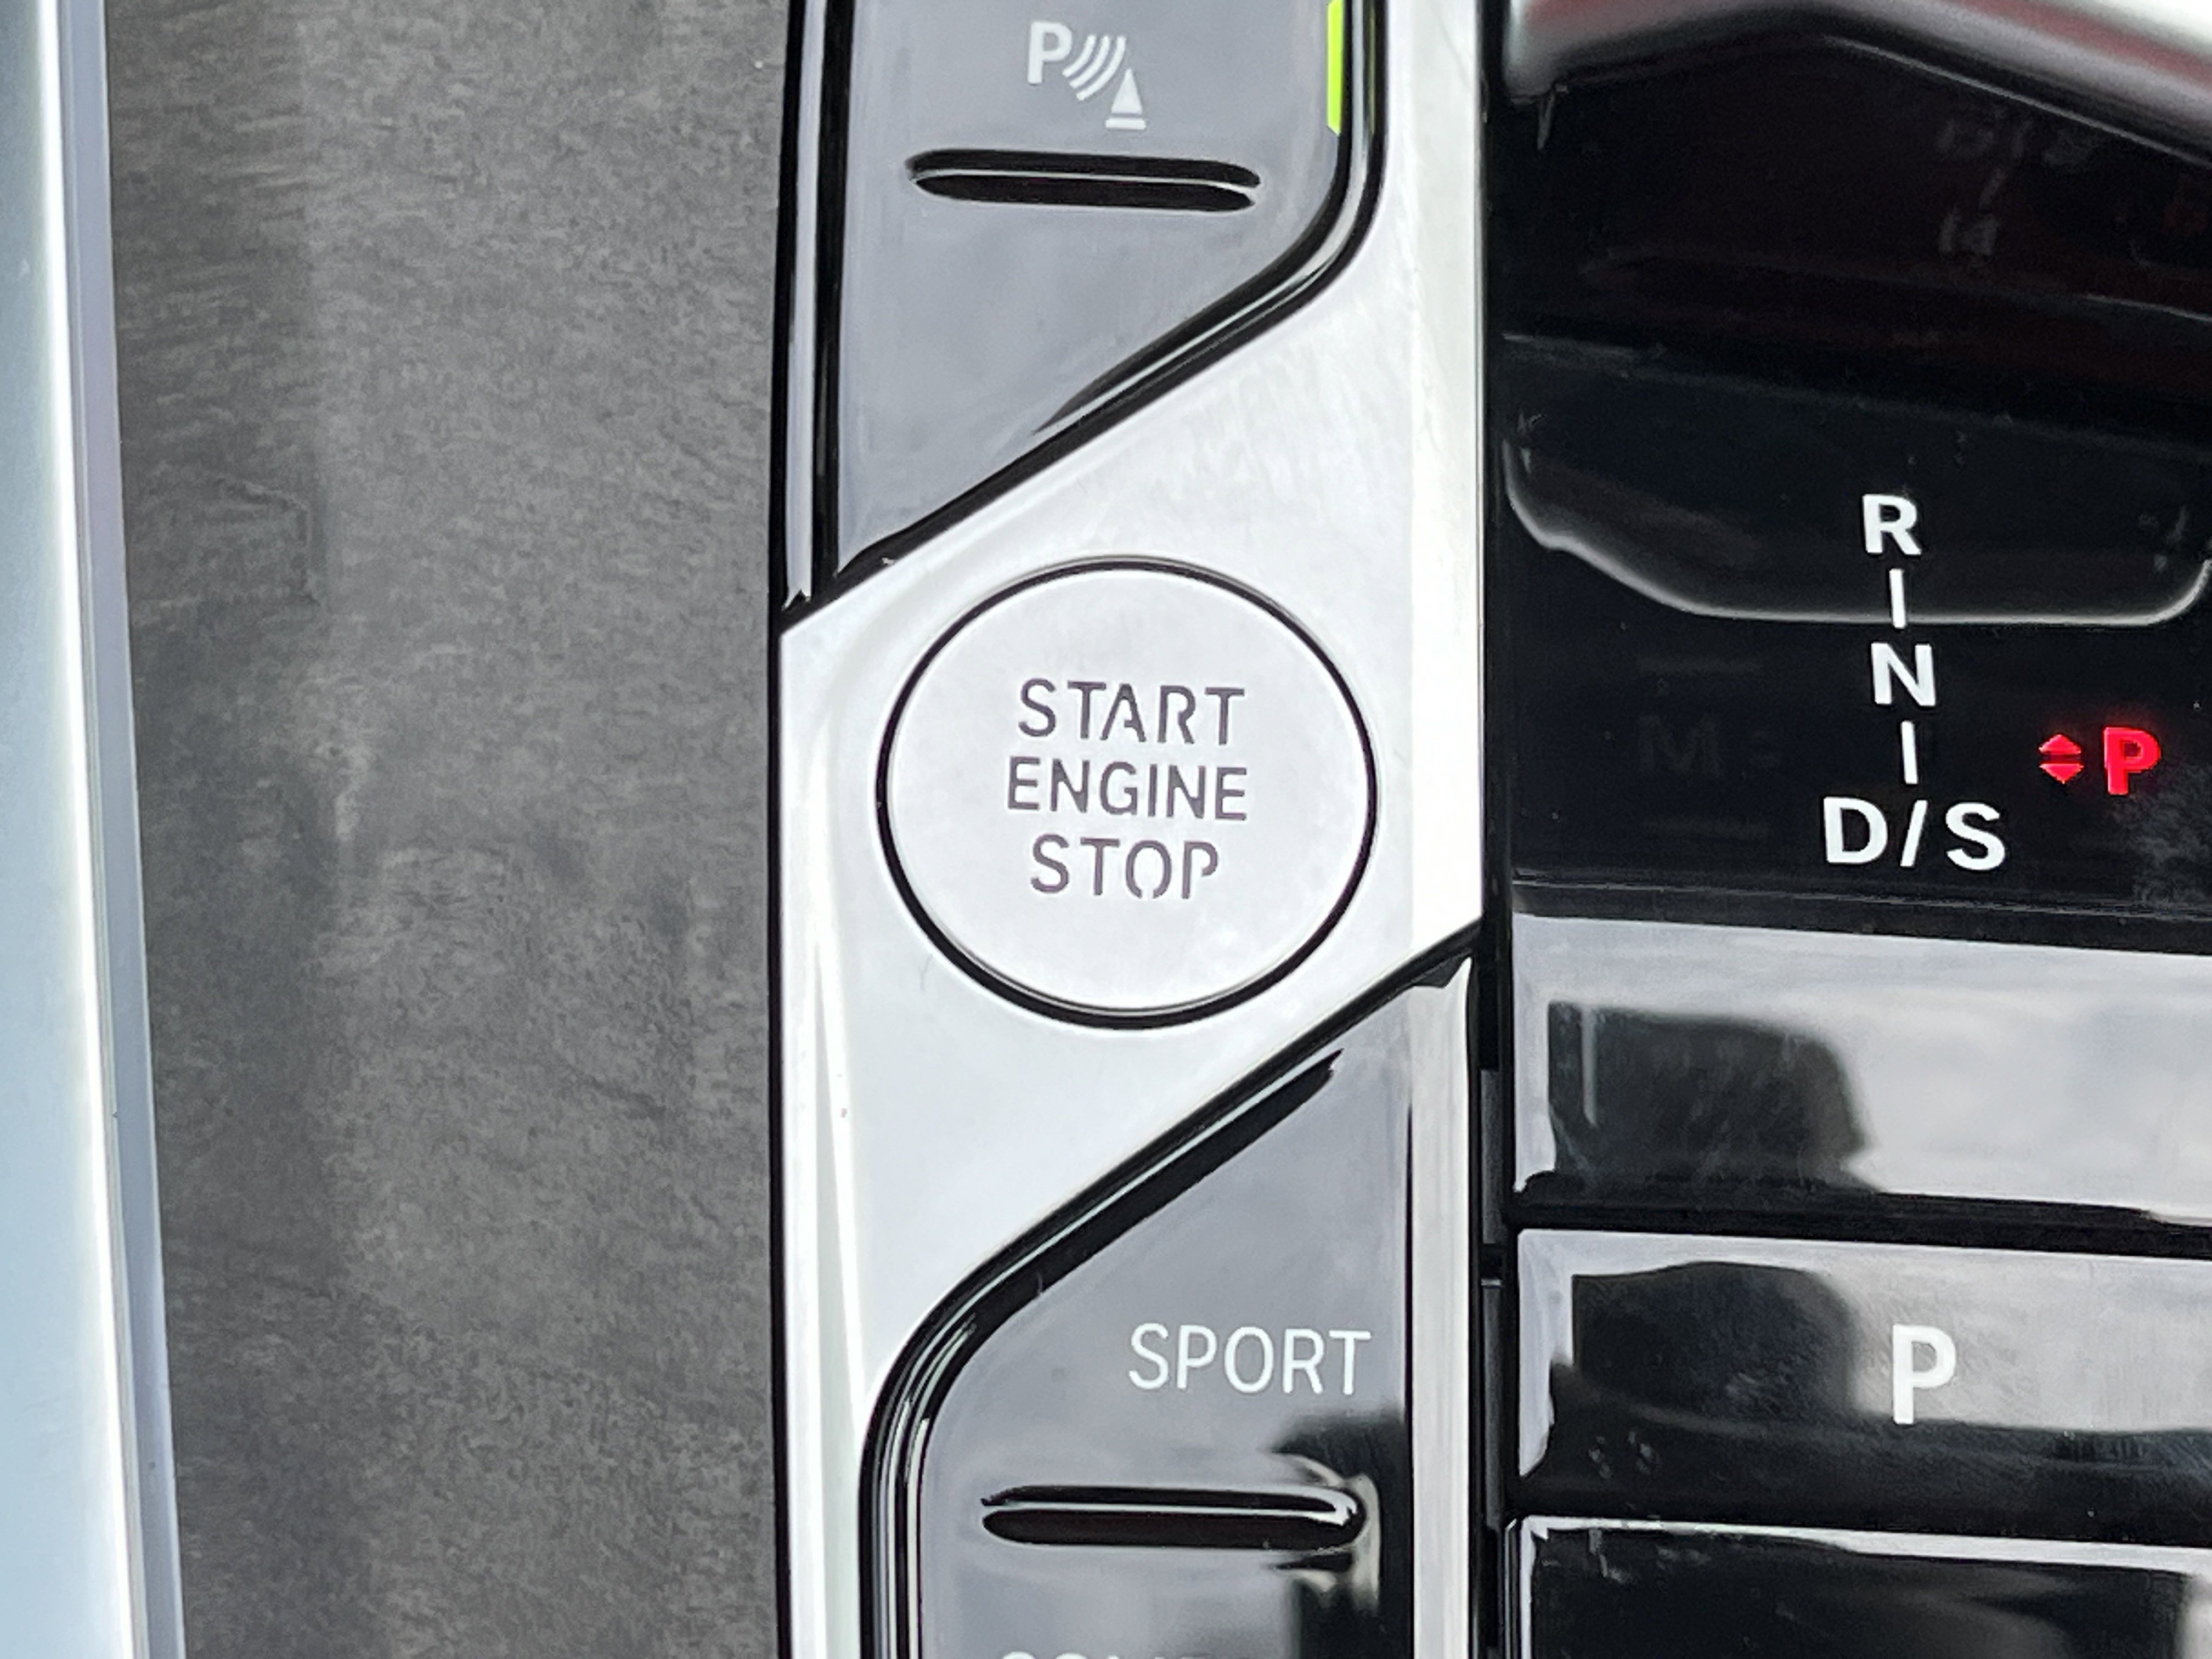 P
START
ENGINE
STOP
SPORT
R
N
D/S
P
P